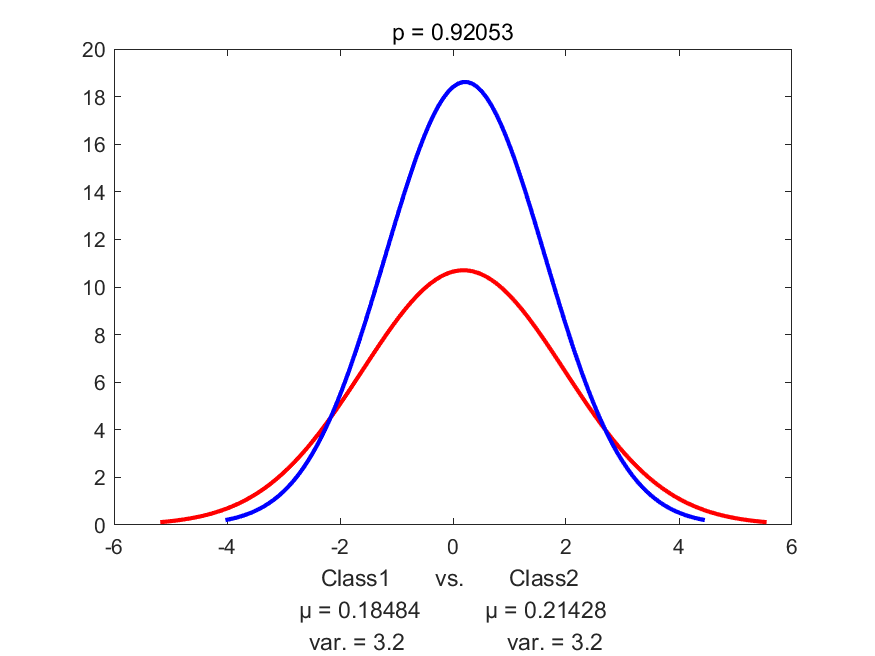 p = 0.92053
20
18
16
14
12
10
8
6
4
2
0
-6 -4 -2 0 2 4 6
Class1 vs. Class2
μ = 0.18484 μ = 0.21428
var. = 3.2 var. = 3.2